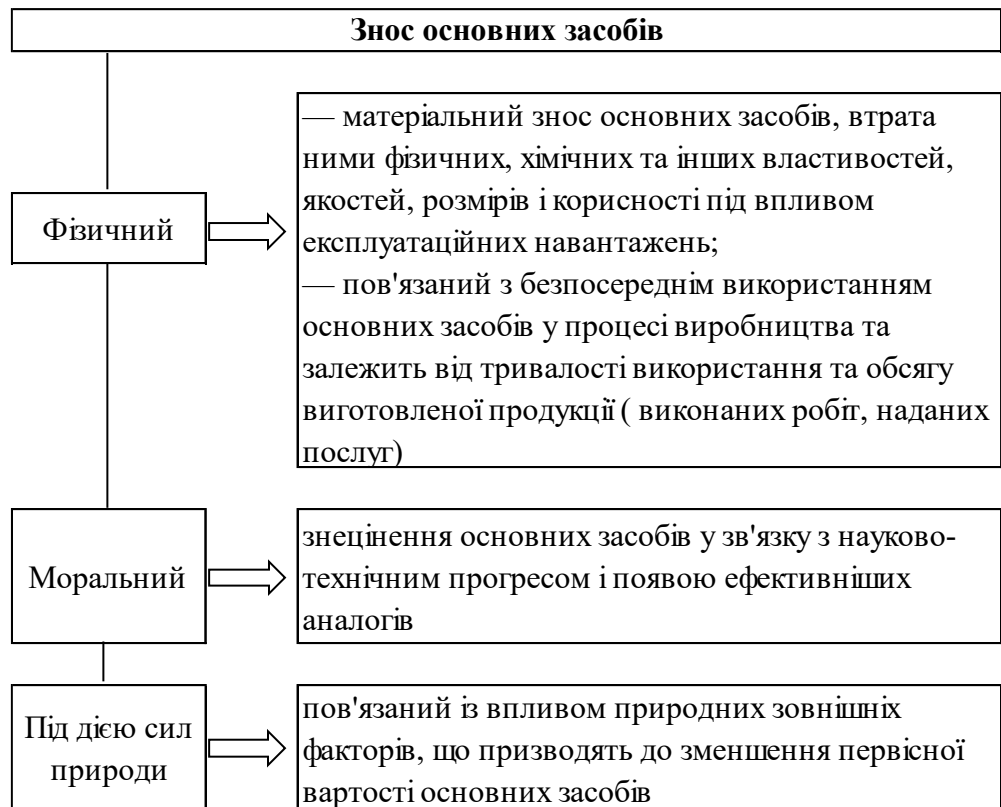 Знос основних засобів
Фізичний
— матеріальний знос основних засобів, втрата
ними фізичних, хімічних та інших властивостей,
якостей, розмірів і корисності під впливом
експлуатаційних навантажень;
— пов'язаний з безпосереднім використанням
основних засобів у процесі виробництва та
залежить від тривалості використання та обсягу
виготовленої продукції ( виконаних робіт, наданих
послуг)
Моральний
знецінення основних засобів у зв'язку з науково-
технічним прогресом і появою ефективніших
аналогів
Під дією сил
природи
пов'язаний із впливом природних зовнішніх
факторів, що призводять до зменшення первісної
вартості основних засобів